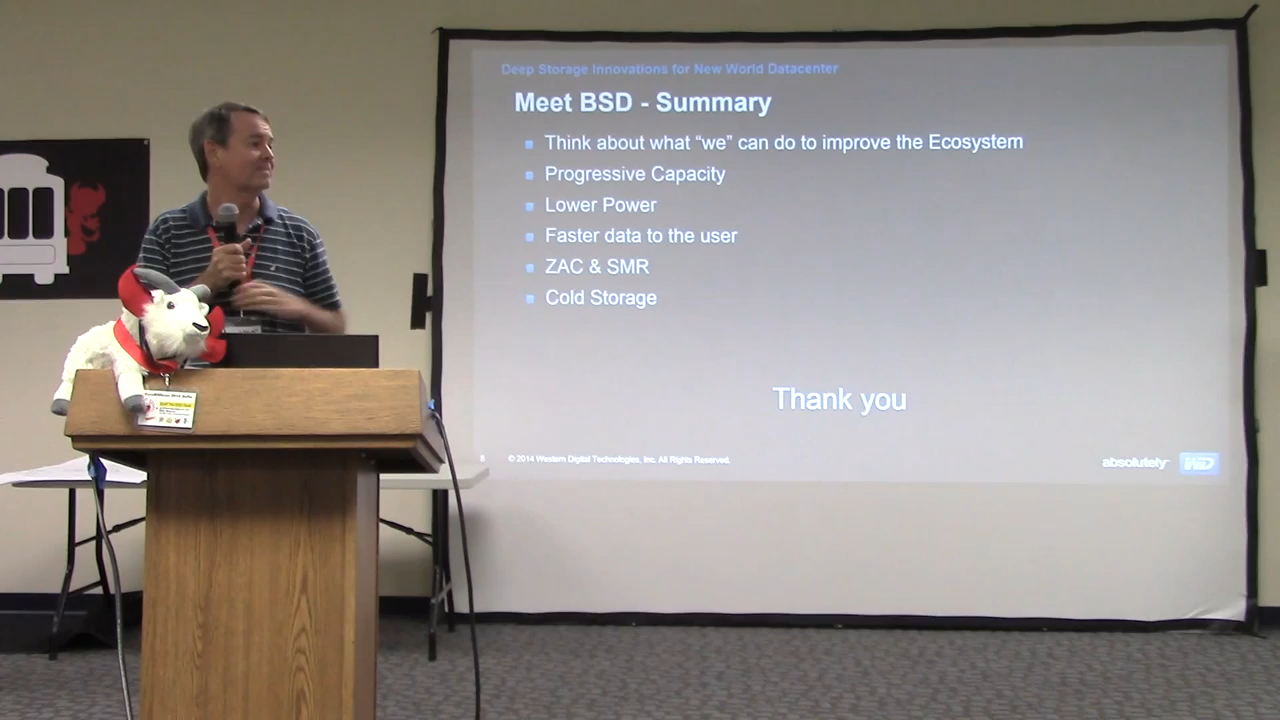 Deep Storage Innovations for New World Datacenter
Meet BSD - Summary
Think about what “we” can do to improve the Ecosystem
Progressive Capacity
Lower Power
Faster data to the user
ZAC & SMR
Cold Storage
Thank you
8 © 2014 Western Digital Technologies, Inc. All Rights Reserved.
absolutely WD